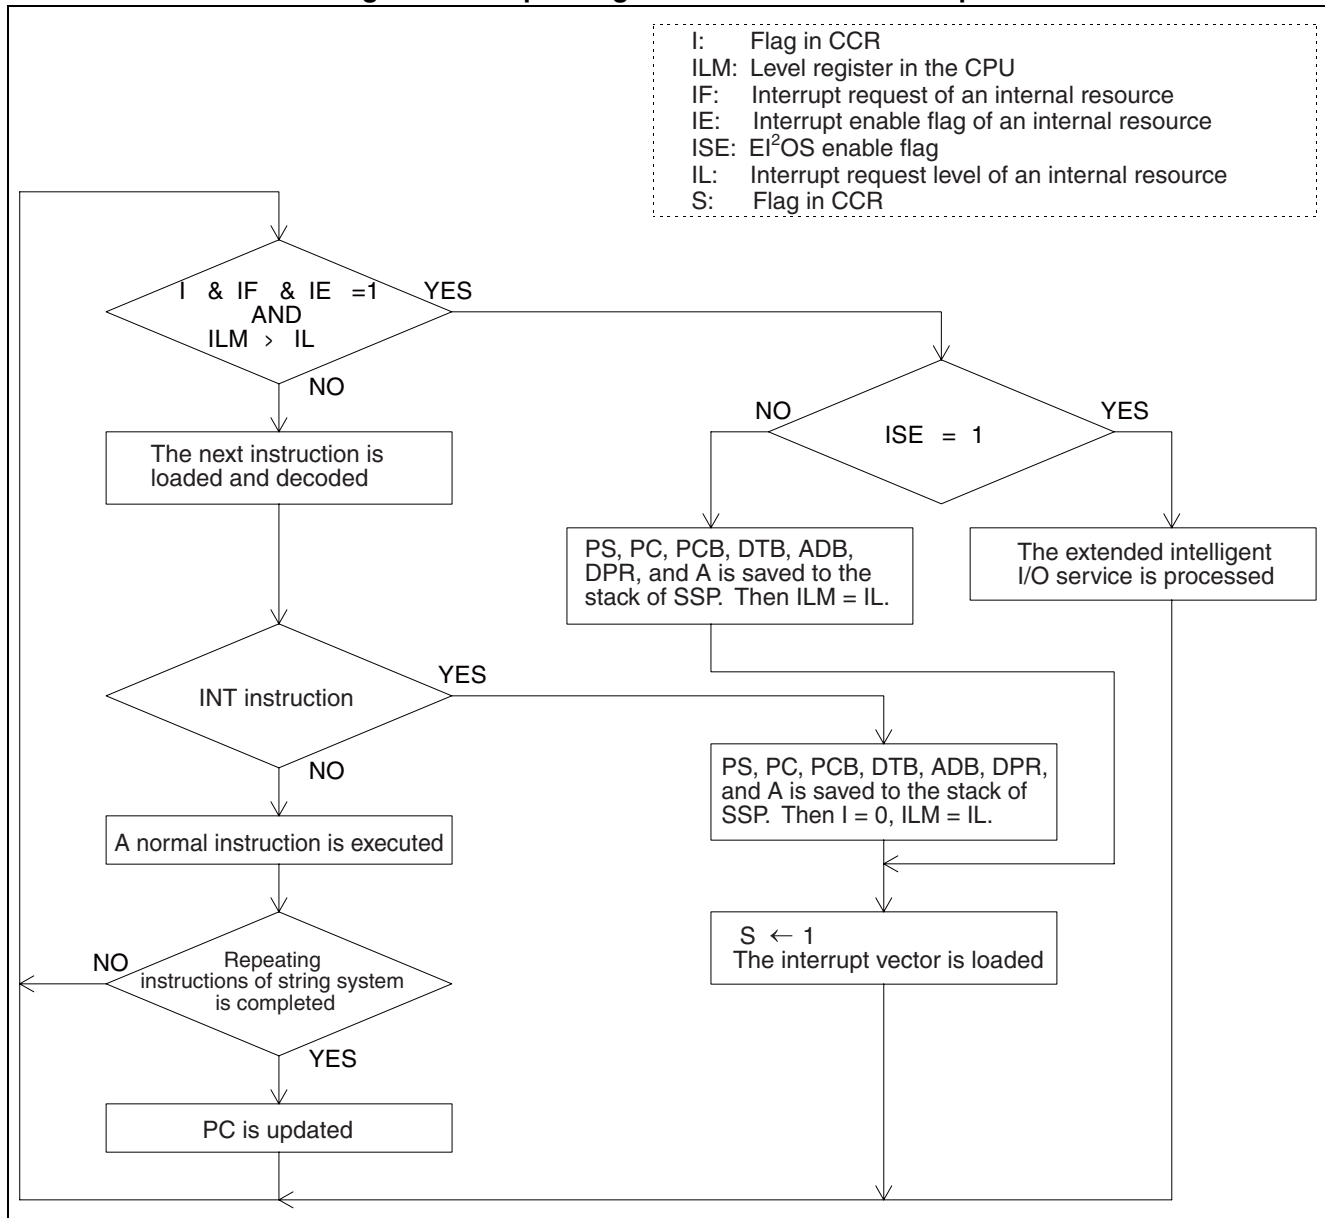 I: Flag in CCR
ILM: Level register in the CPU
IF: Interrupt request of an internal resource
IE: Interrupt enable flag of an internal resource
ISE: EI²OS enable flag
IL: Interrupt request level of an internal resource
S: Flag in CCR
I & IF & IE =1
AND
ILM > IL
YES
NO
The next instruction is
loaded and decoded
ISE = 1
NO
YES
PS, PC, PCB, DTB, ADB,
DPR, and A is saved to the
stack of SSP. Then ILM = IL.
The extended intelligent
I/O service is processed
INT instruction
YES
NO
PS, PC, PCB, DTB, ADB, DPR,
and A is saved to the stack of
SSP. Then I = 0, ILM = IL.
A normal instruction is executed
S ← 1
The interrupt vector is loaded
Repeating
instructions of string system
is completed
NO
YES
PC is updated